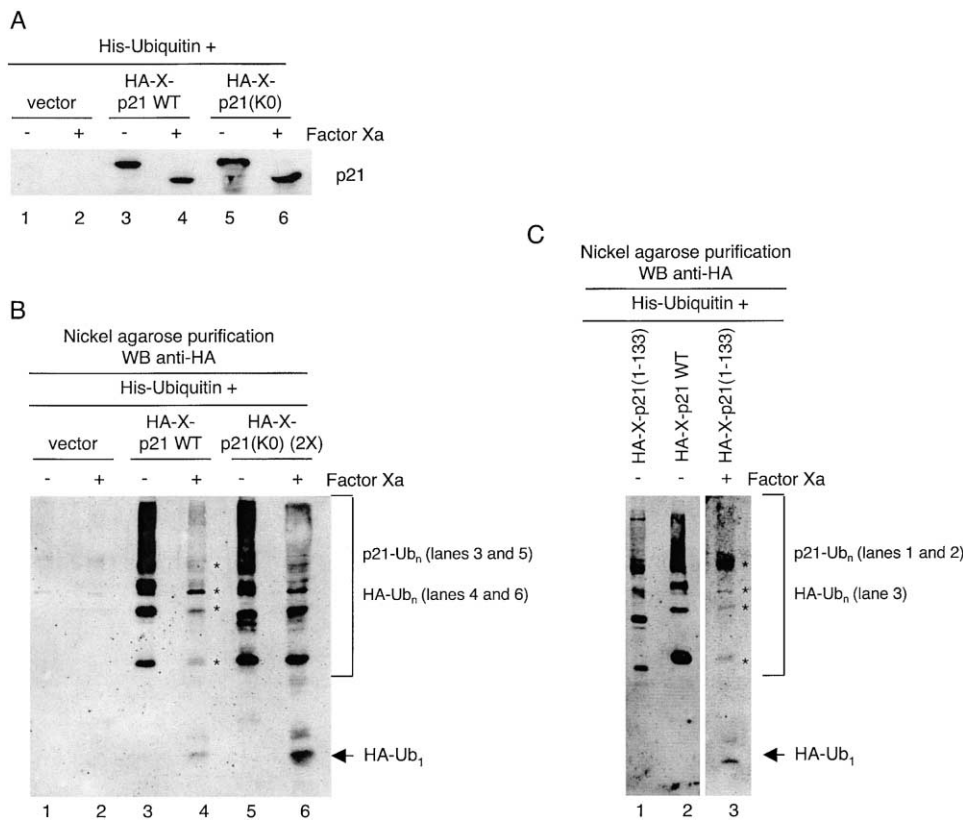 A
His-Ubiquitin +
vector
HA-X-
p21 WT
HA-X-
p21(K0)
- + - + - + Factor Xa
p21
1 2 3 4 5 6
B
Nickel agarose purification
WB anti-HA
His-Ubiquitin +
vector
HA-X-
p21 WT
HA-X-
p21(K0) (2X)
- + - + - + Factor Xa
p21-Ubn (lanes 3 and 5)
HA-Ubn (lanes 4 and 6)
*
*
*
*
HA-Ub1
1 2 3 4 5 6
C
Nickel agarose purification
WB anti-HA
His-Ubiquitin +
HA-X-p21(1-133)
HA-X-p21 WT
HA-X-p21(1-133)
- - + Factor Xa
p21-Ubn (lanes 1 and 2)
HA-Ubn (lane 3)
*
*
*
*
HA-Ub1
1 2 3